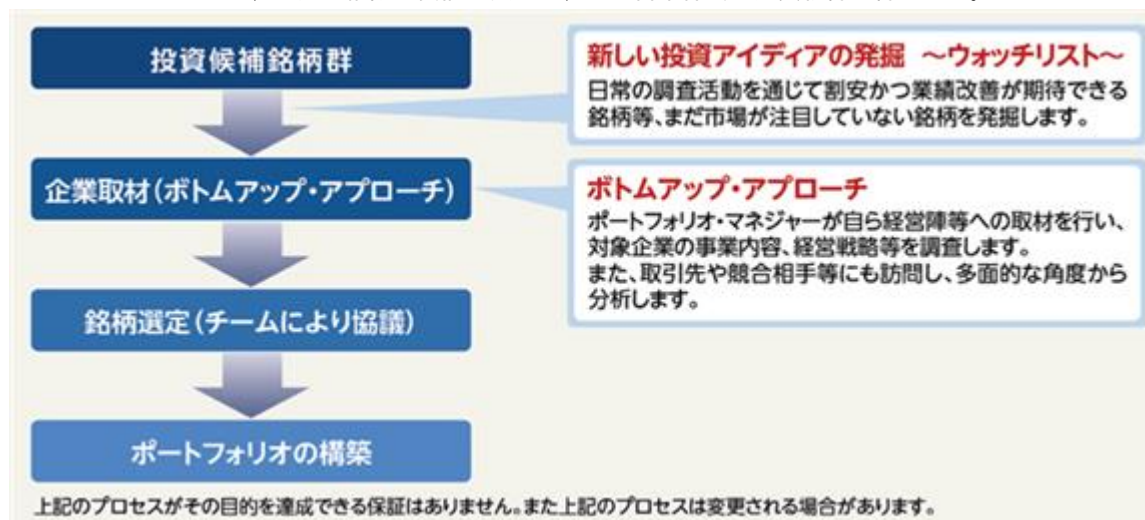 投資候補銘柄群
新しい投資アイディアの発掘 ～ウォッチリスト～
日常の調査活動を通じて割安かつ業績改善が期待できる
銘柄等、まだ市場が注目していない銘柄を発掘します。
企業取材(ボトムアップ・アプローチ)
ボトムアップ・アプローチ
ポートフォリオ・マネジャーが自ら経営陣等への取材を行い、
対象企業の事業内容、経営戦略等を調査します。
また、取引先や競合相手等にも訪問し、多面的な角度から
分析します。
銘柄選定(チームにより協議)
ポートフォリオの構築
上記のプロセスがその目的を達成できる保証はありません。また上記のプロセスは変更される場合があります。